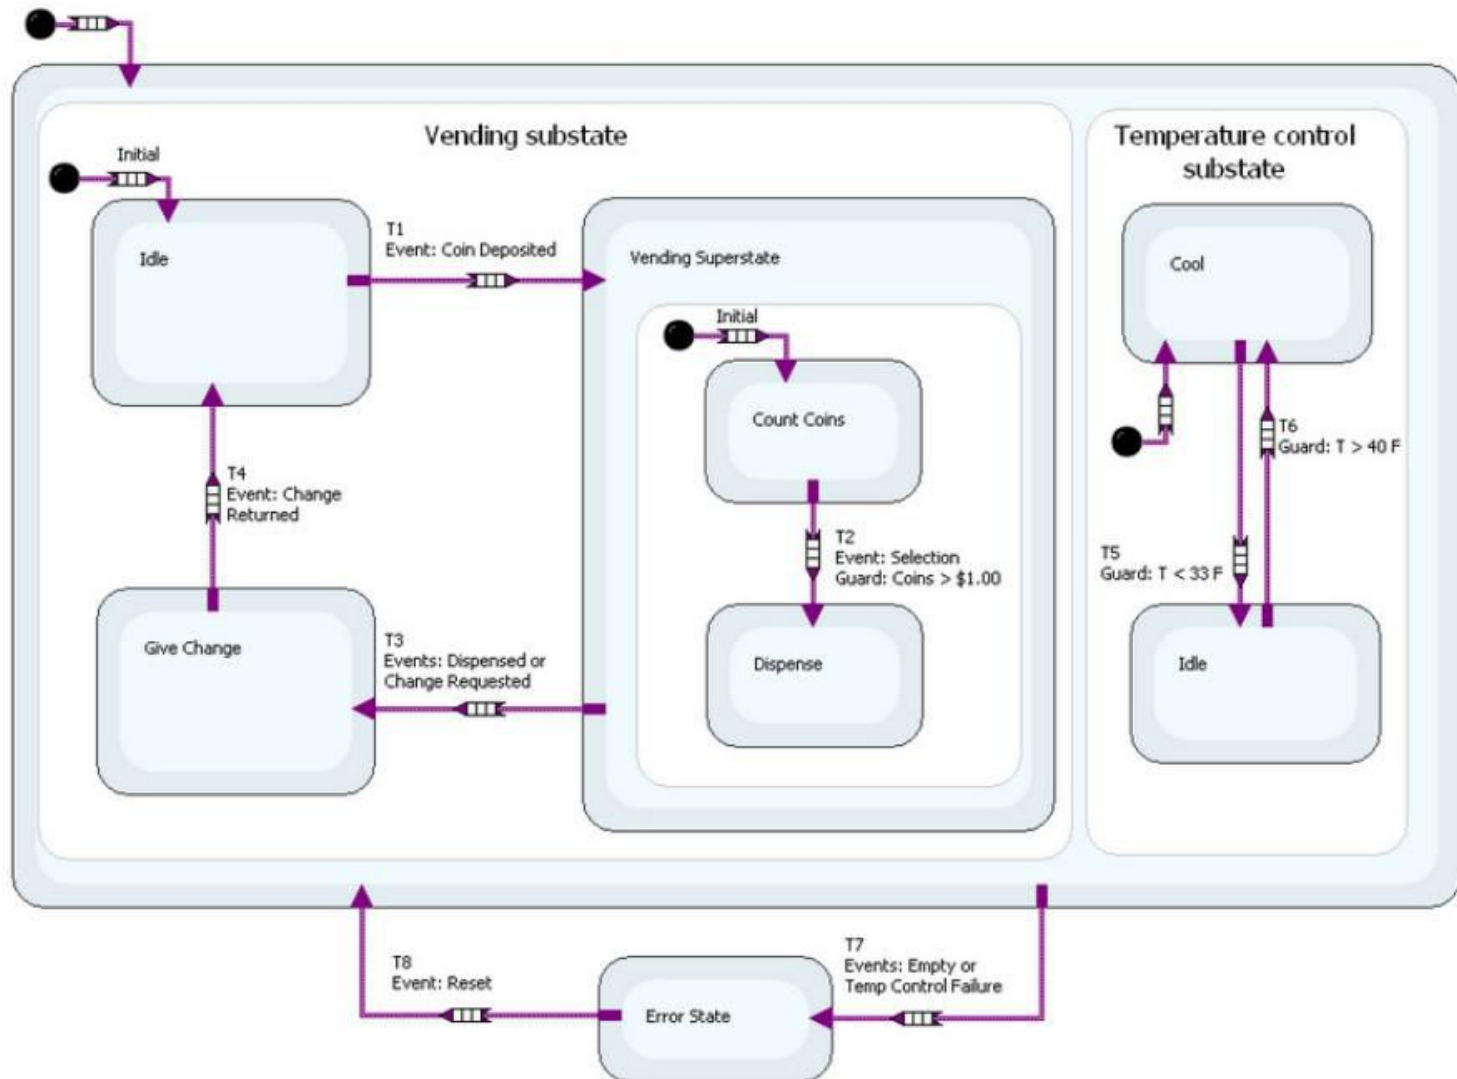 Vending substate
Temperature control
substate
Initial
Idle
T1
Event: Coin Deposited
Vending Superstate
Initial
Count Coins
T2
Event: Selection
Guard: Coins > $1.00
Dispense
T4
Event: Change
Returned
Give Change
T3
Events: Dispensed or
Change Requested
Cool
T6
Guard: T > 40 F
T5
Guard: T < 33 F
Idle
T8
Event: Reset
Error State
T7
Events: Empty or
Temp Control Failure